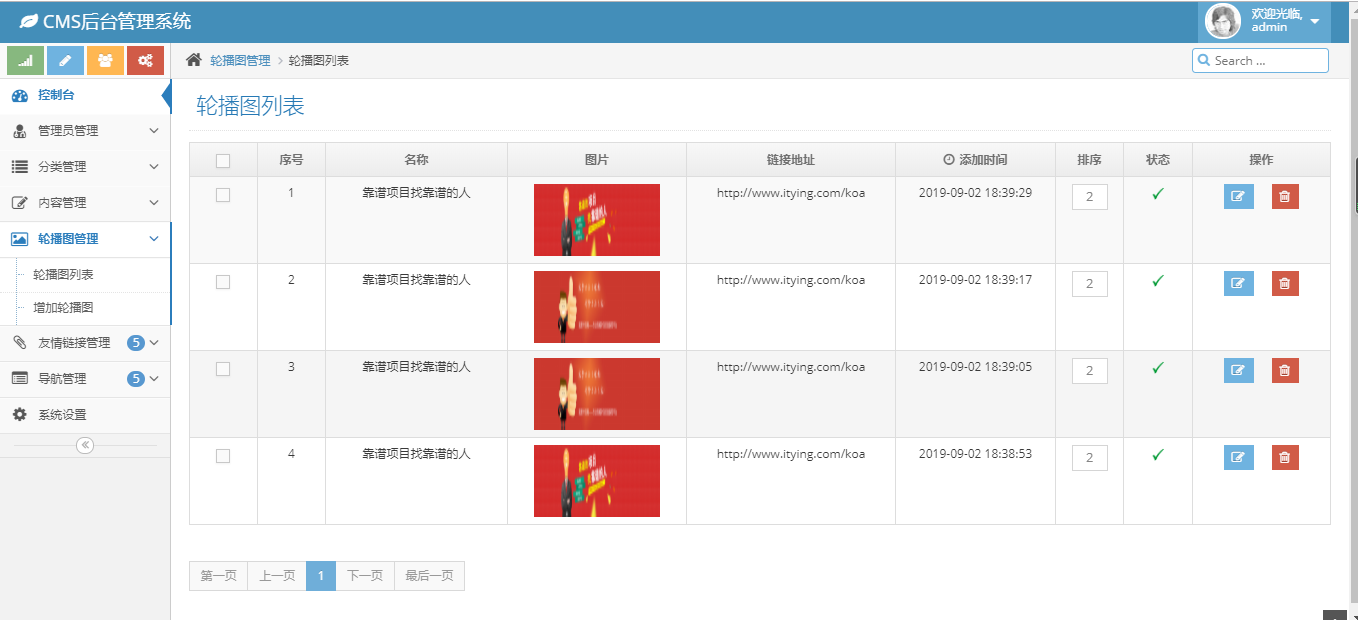 CMS后台管理系统
欢迎光临,
admin
轮播图管理 轮播图列表
Search ...
控制台
管理员管理
分类管理
内容管理
轮播图管理
轮播图列表
增加轮播图
友情链接管理 5
导航管理 5
系统设置
轮播图列表
序号 名称 图片 链接地址 添加时间 排序 状态 操作
1 靠谱项目找靠谱的人 http://www.itying.com/koa 2019-09-02 18:39:29 2
2 靠谱项目找靠谱的人 http://www.itying.com/koa 2019-09-02 18:39:17 2
3 靠谱项目找靠谱的人 http://www.itying.com/koa 2019-09-02 18:39:05 2
4 靠谱项目找靠谱的人 http://www.itying.com/koa 2019-09-02 18:38:53 2
第一页 上一页 1 下一页 最后一页